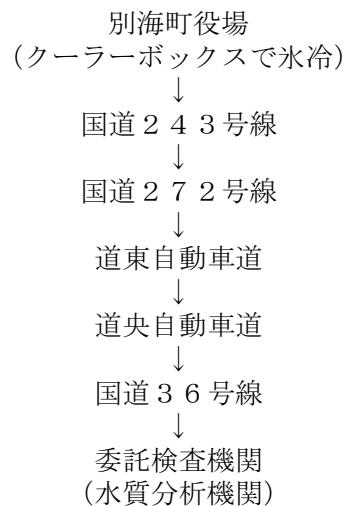 別海町役場
（クーラーボックスで氷冷）
↓
国道２４３号線
↓
国道２７２号線
↓
道東自動車道
↓
道央自動車道
↓
国道３６号線
↓
委託検査機関
（水質分析機関）